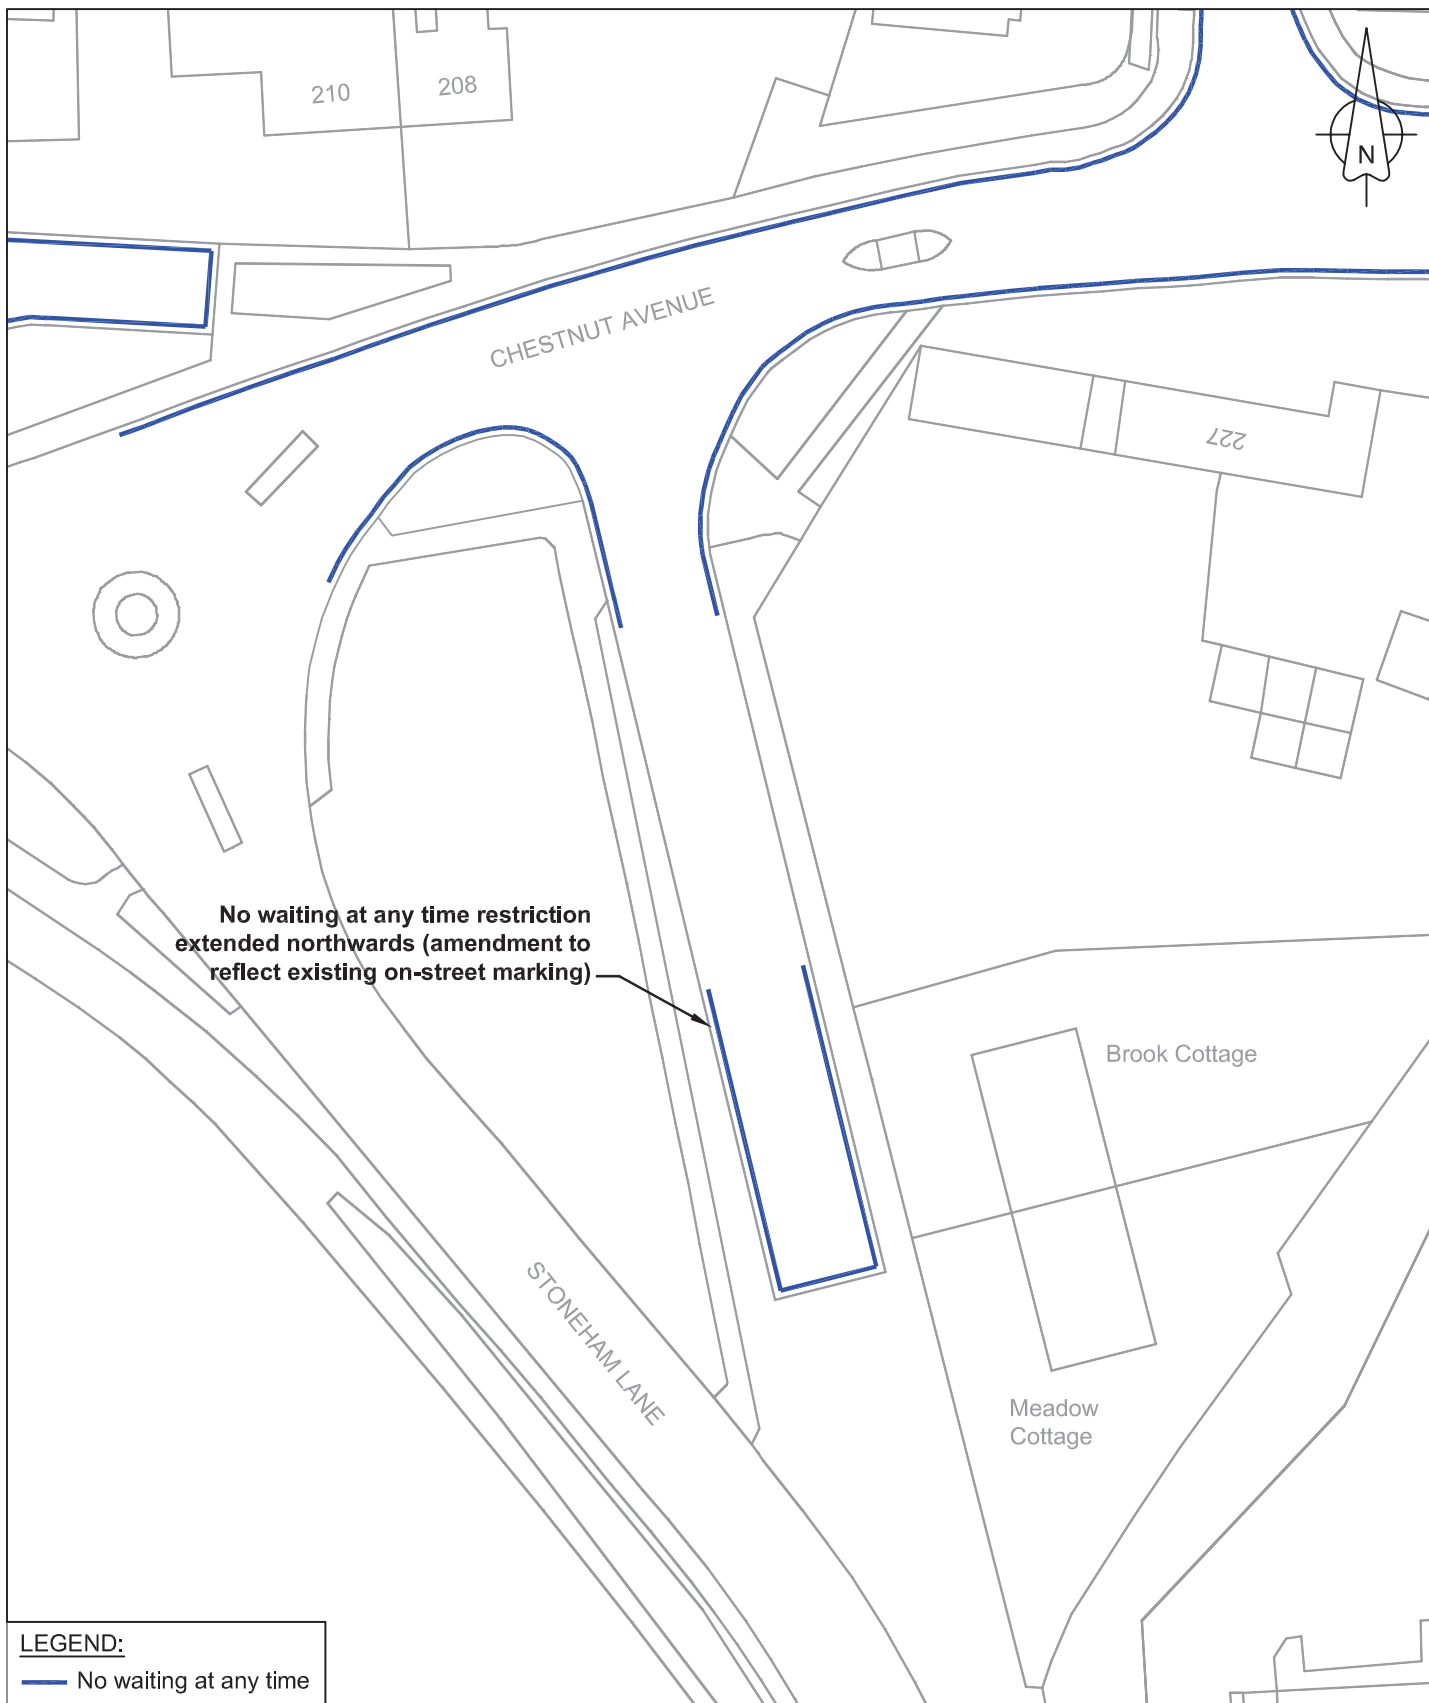 210
208
N
CHESTNUT AVENUE
227
No waiting at any time restriction
extended northwards (amendment to
reflect existing on-street marking)
Brook Cottage
STONEHAM LANE
Meadow
Cottage
LEGEND:
No waiting at any time